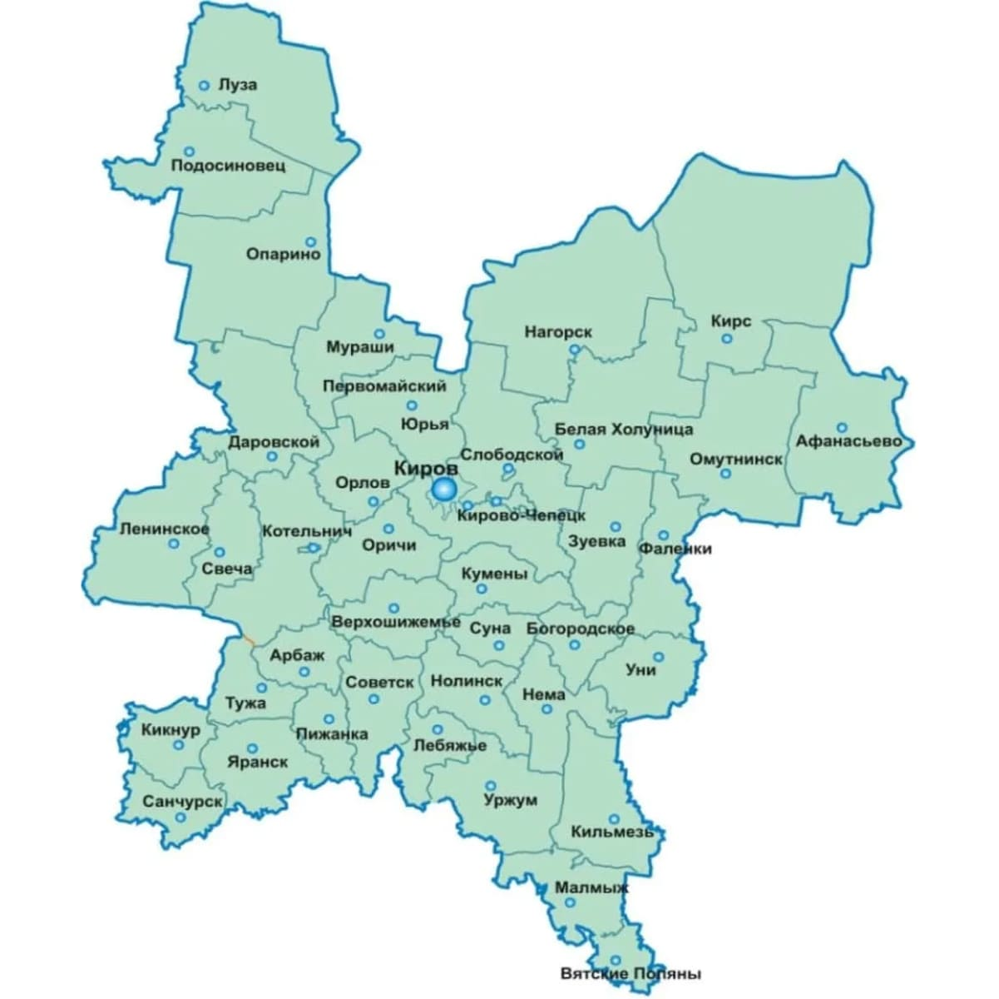 Луза
Подосиновец
Опарино
Кирс
Нагорск
Мураши
Первомайский
Юрья
Белая Холуница
Афанасьево
Даровской
Слободской
Омутнинск
Киров
Орлов
Кирово-Чепецк
Ленинское
Котельнич
Оричи
Зуевка
Фаленки
Свеча
Кумены
Верхошижемье
Суна
Богородское
Арбаж
Уни
Советск
Нолинск
Нема
Тужа
Кикнур
Пижанка
Лебяжье
Яранск
Санчурск
Уржум
Кильмезь
Малмыж
Вятские Поляны